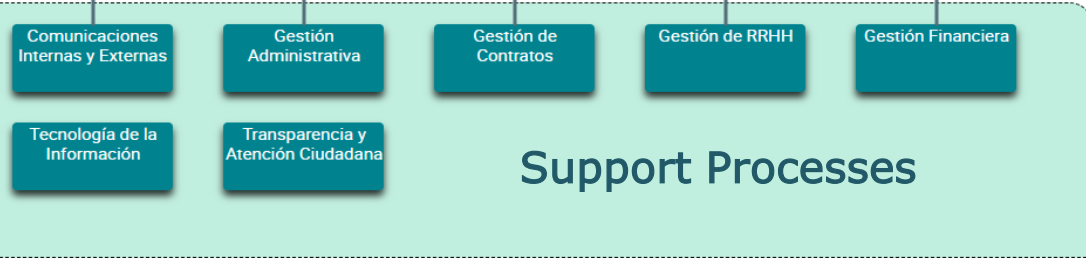 Comunicaciones
Internas y Externas
Gestión
Administrativa
Gestión de
Contratos
Gestión de RRHH
Gestión Financiera
Tecnología de la
Información
Transparencia y
Atención Ciudadana
Support Processes